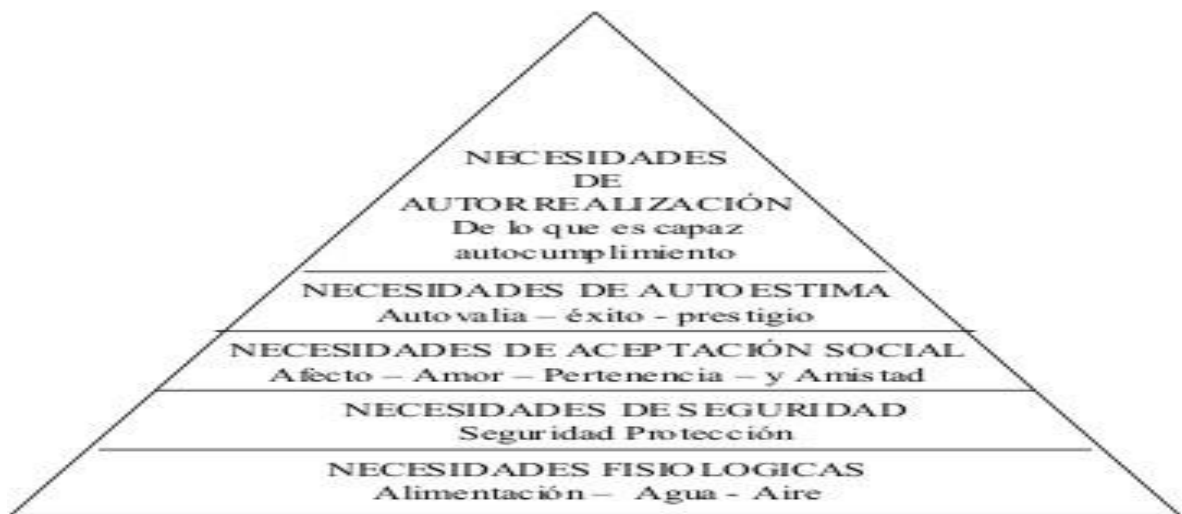 NECESIDADES
DE
AUTORREALIZACIÓN
De lo que es capaz
autocumplimiento
NECESIDADES DE AUTOESTIMA
Autovalia – éxito - prestigio
NECESIDADES DE ACEPTACIÓN SOCIAL
Afecto – Amor – Pertenencia – y Amistad
NECESIDADES DE SEGURIDAD
Seguridad Protección
NECESIDADES FISIOLOGICAS
Alimentación – Agua - Aire